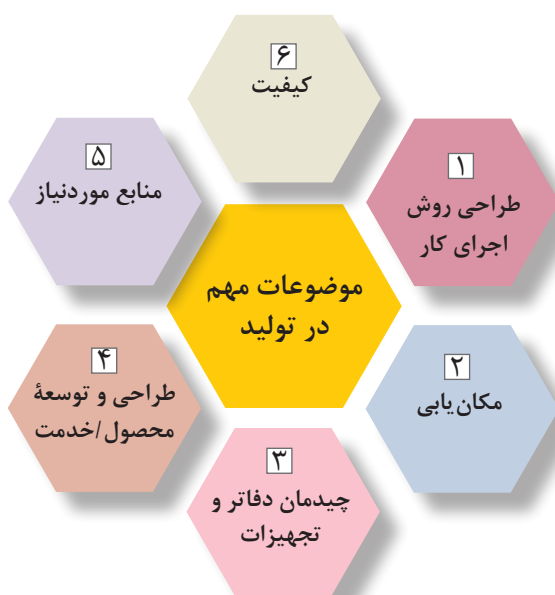 موضوعات مهم
در تولید
۱
طراحی روش
اجرای کار
۲
مکان‌یابی
۳
چیدمان دفاتر و
تجهیزات
۴
طراحی و توسعهٔ
محصول/خدمت
۵
منابع موردنیاز
۶
کیفیت